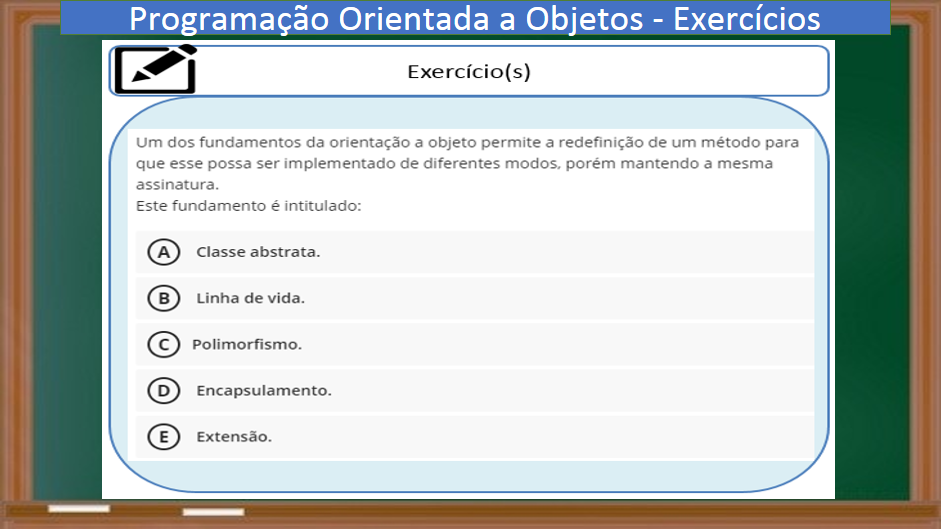 Programação Orientada a Objetos - Exercícios
Exercício(s)
Um dos fundamentos da orientação a objeto permite a redefinição de um método para
que esse possa ser implementado de diferentes modos, porém mantendo a mesma
assinatura.
Este fundamento é intitulado:
A Classe abstrata.
B Linha de vida.
C Polimorfismo.
D Encapsulamento.
E Extensão.